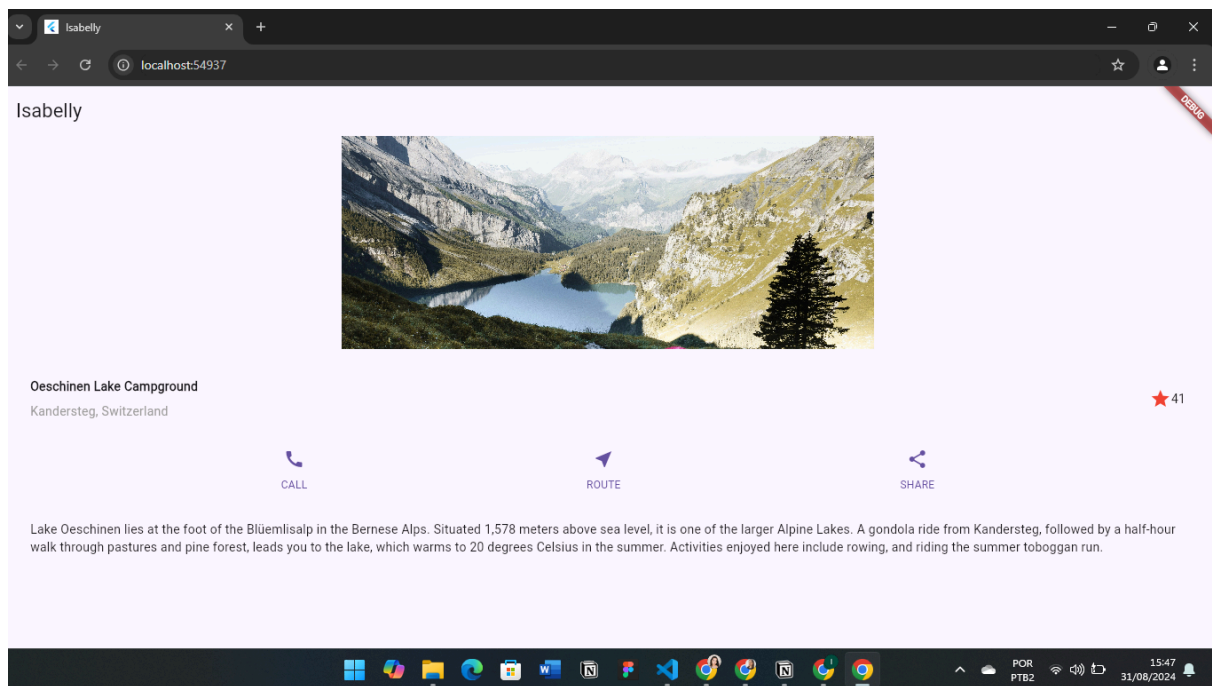 Isabelly
localhost:54937
Isabelly
DEBUG
Oeschinen Lake Campground
Kandersteg, Switzerland
41
CALL
ROUTE
SHARE
Lake Oeschinen lies at the foot of the Blüemlisalp in the Bernese Alps. Situated 1,578 meters above sea level, it is one of the larger Alpine Lakes. A gondola ride from Kandersteg, followed by a half-hour
walk through pastures and pine forest, leads you to the lake, which warms to 20 degrees Celsius in the summer. Activities enjoyed here include rowing, and riding the summer toboggan run.
POR
PTB2
15:47
31/08/2024